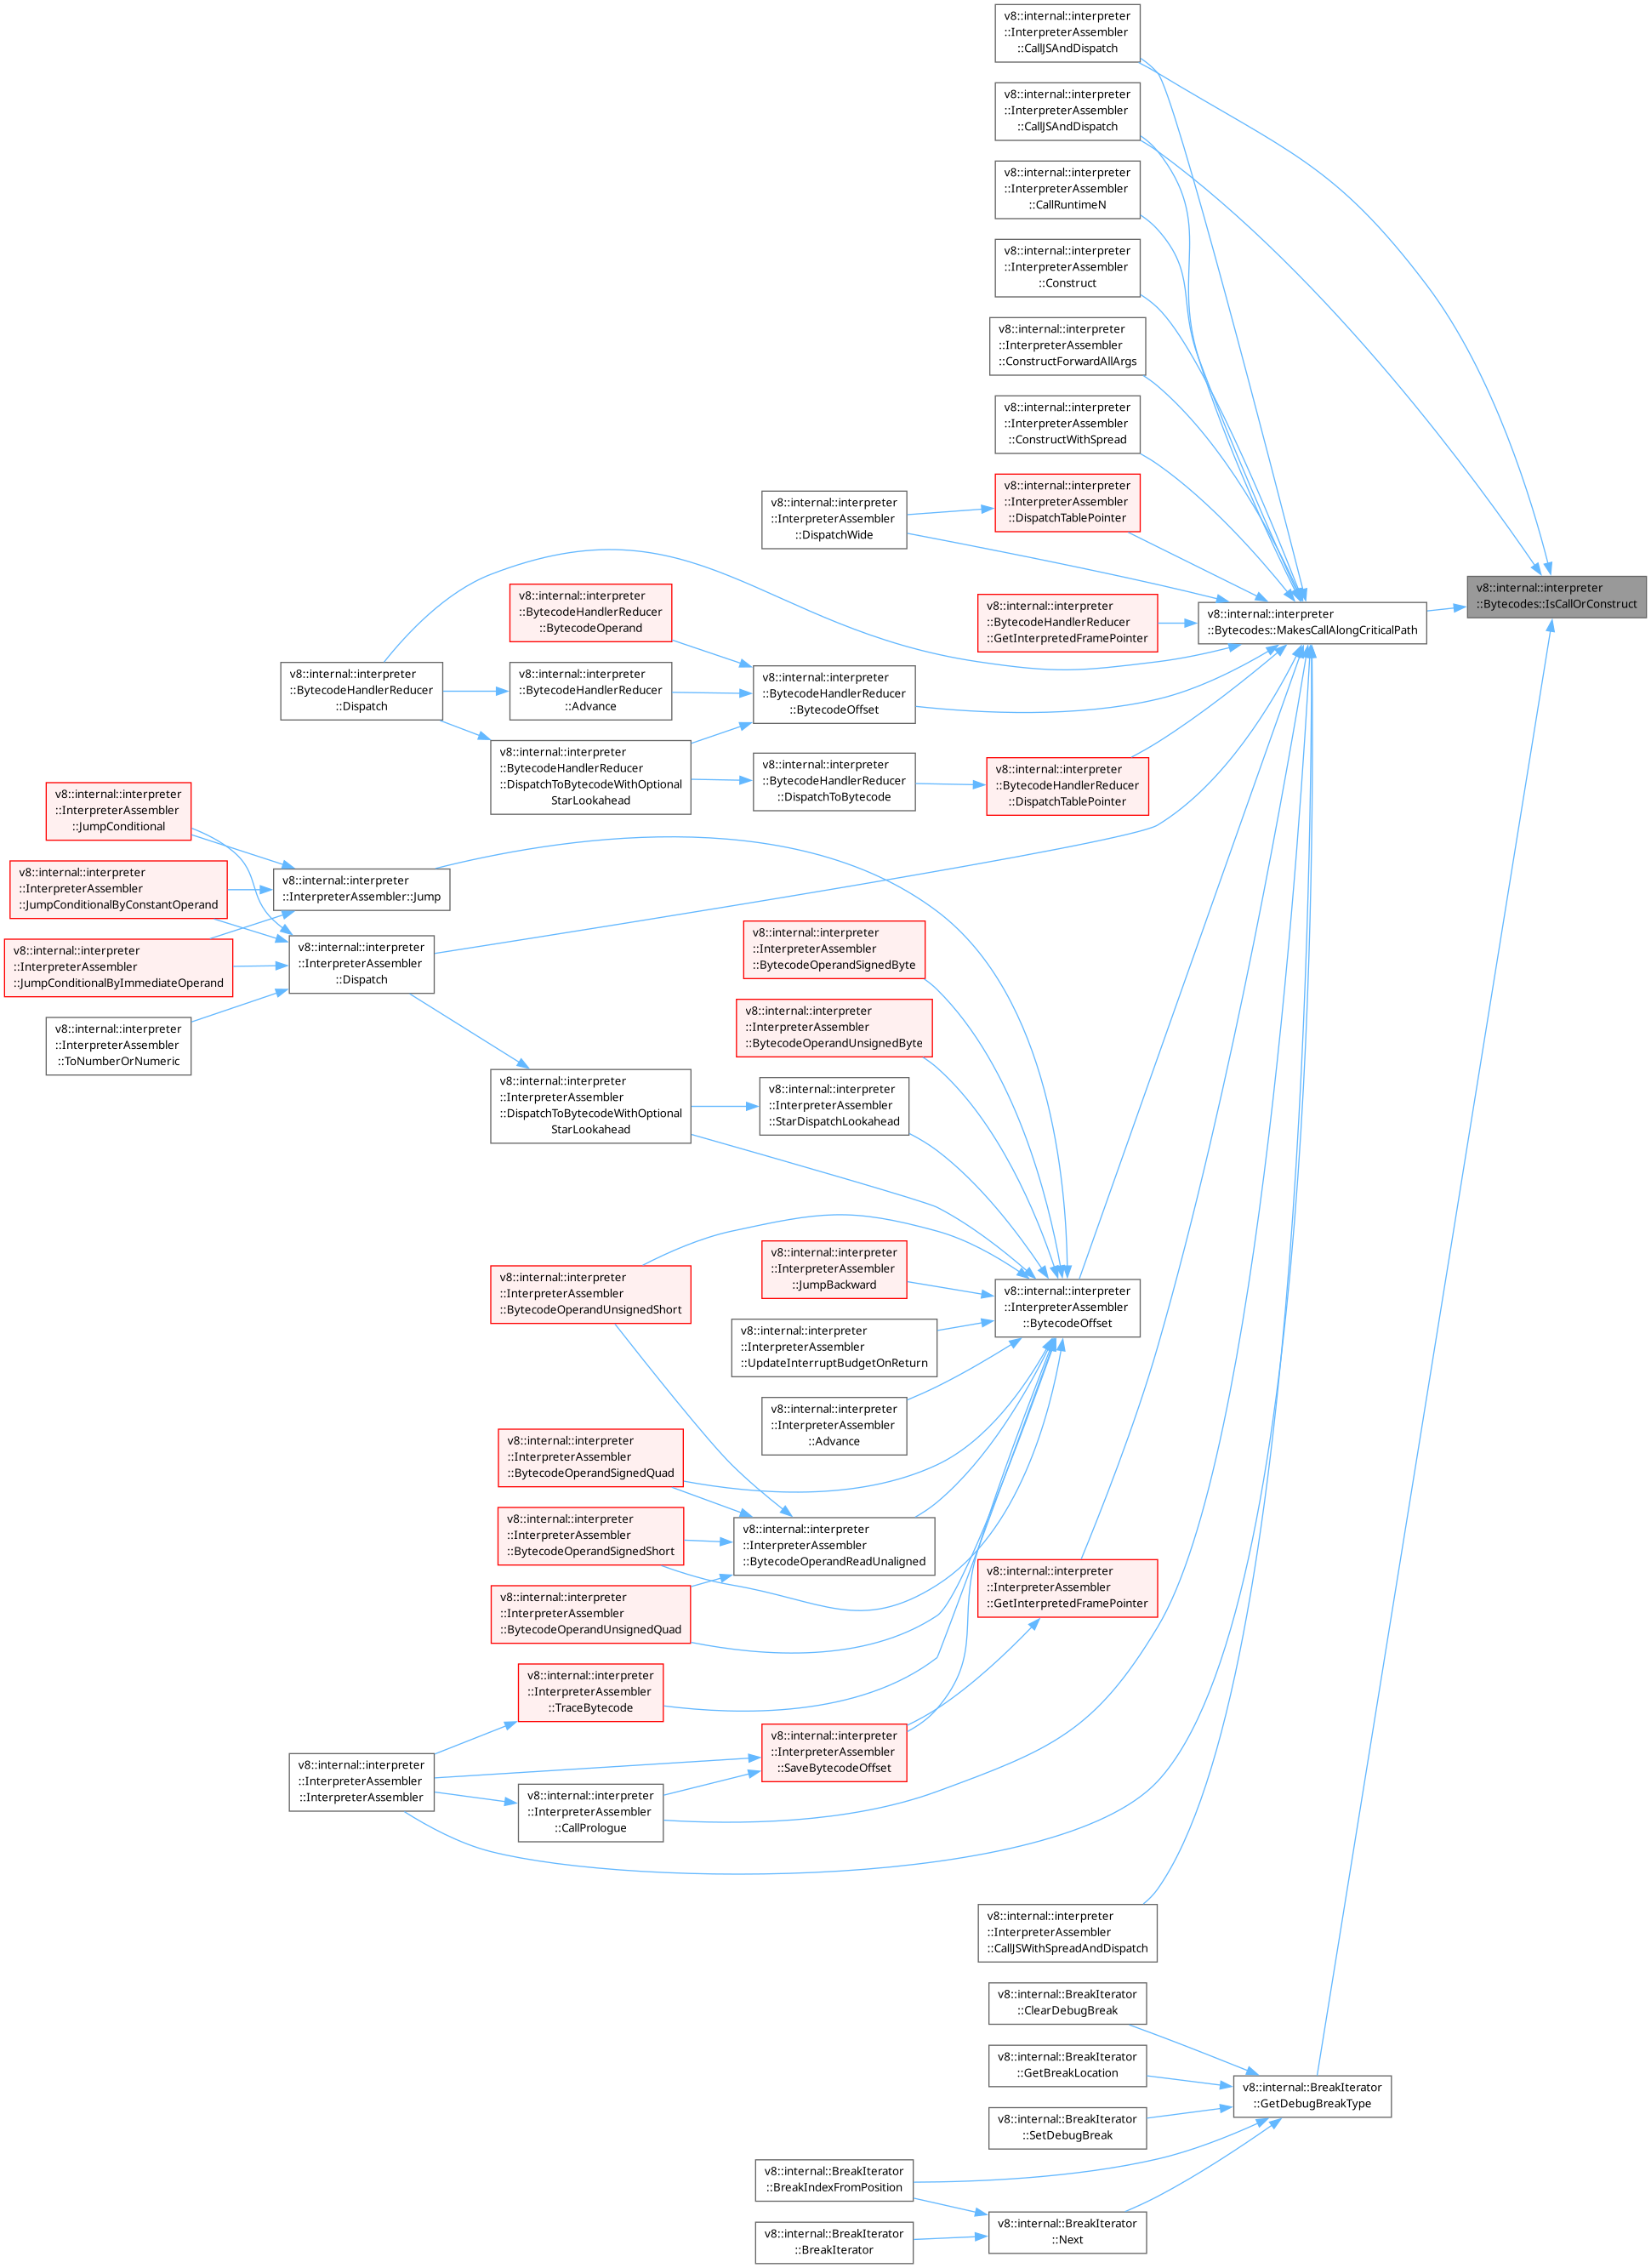 v8::internal::interpreter
::InterpreterAssembler
::CallJSAndDispatch
v8::internal::interpreter
::InterpreterAssembler
::CallJSAndDispatch
v8::internal::interpreter
::InterpreterAssembler
::CallRuntimeN
v8::internal::interpreter
::InterpreterAssembler
::Construct
v8::internal::interpreter
::InterpreterAssembler
::ConstructForwardAllArgs
v8::internal::interpreter
::InterpreterAssembler
::ConstructWithSpread
v8::internal::interpreter
::InterpreterAssembler
::DispatchTablePointer
v8::internal::interpreter
::InterpreterAssembler
::DispatchWide
v8::internal::interpreter
::Bytecodes::IsCallOrConstruct
v8::internal::interpreter
::BytecodeHandlerReducer
::BytecodeOperand
v8::internal::interpreter
::BytecodeHandlerReducer
::GetInterpretedFramePointer
v8::internal::interpreter
::Bytecodes::MakesCallAlongCriticalPath
v8::internal::interpreter
::BytecodeHandlerReducer
::Dispatch
v8::internal::interpreter
::BytecodeHandlerReducer
::Advance
v8::internal::interpreter
::BytecodeHandlerReducer
::BytecodeOffset
v8::internal::interpreter
::BytecodeHandlerReducer
::DispatchToBytecodeWithOptional
StarLookahead
v8::internal::interpreter
::BytecodeHandlerReducer
::DispatchToBytecode
v8::internal::interpreter
::BytecodeHandlerReducer
::DispatchTablePointer
v8::internal::interpreter
::InterpreterAssembler
::JumpConditional
v8::internal::interpreter
::InterpreterAssembler
::JumpConditionalByConstantOperand
v8::internal::interpreter
::InterpreterAssembler::Jump
v8::internal::interpreter
::InterpreterAssembler
::JumpConditionalByImmediateOperand
v8::internal::interpreter
::InterpreterAssembler
::Dispatch
v8::internal::interpreter
::InterpreterAssembler
::BytecodeOperandSignedByte
v8::internal::interpreter
::InterpreterAssembler
::BytecodeOperandUnsignedByte
v8::internal::interpreter
::InterpreterAssembler
::ToNumberOrNumeric
v8::internal::interpreter
::InterpreterAssembler
::DispatchToBytecodeWithOptional
StarLookahead
v8::internal::interpreter
::InterpreterAssembler
::StarDispatchLookahead
v8::internal::interpreter
::InterpreterAssembler
::BytecodeOperandUnsignedShort
v8::internal::interpreter
::InterpreterAssembler
::JumpBackward
v8::internal::interpreter
::InterpreterAssembler
::BytecodeOffset
v8::internal::interpreter
::InterpreterAssembler
::UpdateInterruptBudgetOnReturn
v8::internal::interpreter
::InterpreterAssembler
::Advance
v8::internal::interpreter
::InterpreterAssembler
::BytecodeOperandSignedQuad
v8::internal::interpreter
::InterpreterAssembler
::BytecodeOperandSignedShort
v8::internal::interpreter
::InterpreterAssembler
::BytecodeOperandReadUnaligned
v8::internal::interpreter
::InterpreterAssembler
::BytecodeOperandUnsignedQuad
v8::internal::interpreter
::InterpreterAssembler
::GetInterpretedFramePointer
v8::internal::interpreter
::InterpreterAssembler
::TraceBytecode
v8::internal::interpreter
::InterpreterAssembler
::SaveBytecodeOffset
v8::internal::interpreter
::InterpreterAssembler
::InterpreterAssembler
v8::internal::interpreter
::InterpreterAssembler
::CallPrologue
v8::internal::interpreter
::InterpreterAssembler
::CallJSWithSpreadAndDispatch
v8::internal::BreakIterator
::ClearDebugBreak
v8::internal::BreakIterator
::GetBreakLocation
v8::internal::BreakIterator
::GetDebugBreakType
v8::internal::BreakIterator
::SetDebugBreak
v8::internal::BreakIterator
::BreakIndexFromPosition
v8::internal::BreakIterator
::Next
v8::internal::BreakIterator
::BreakIterator